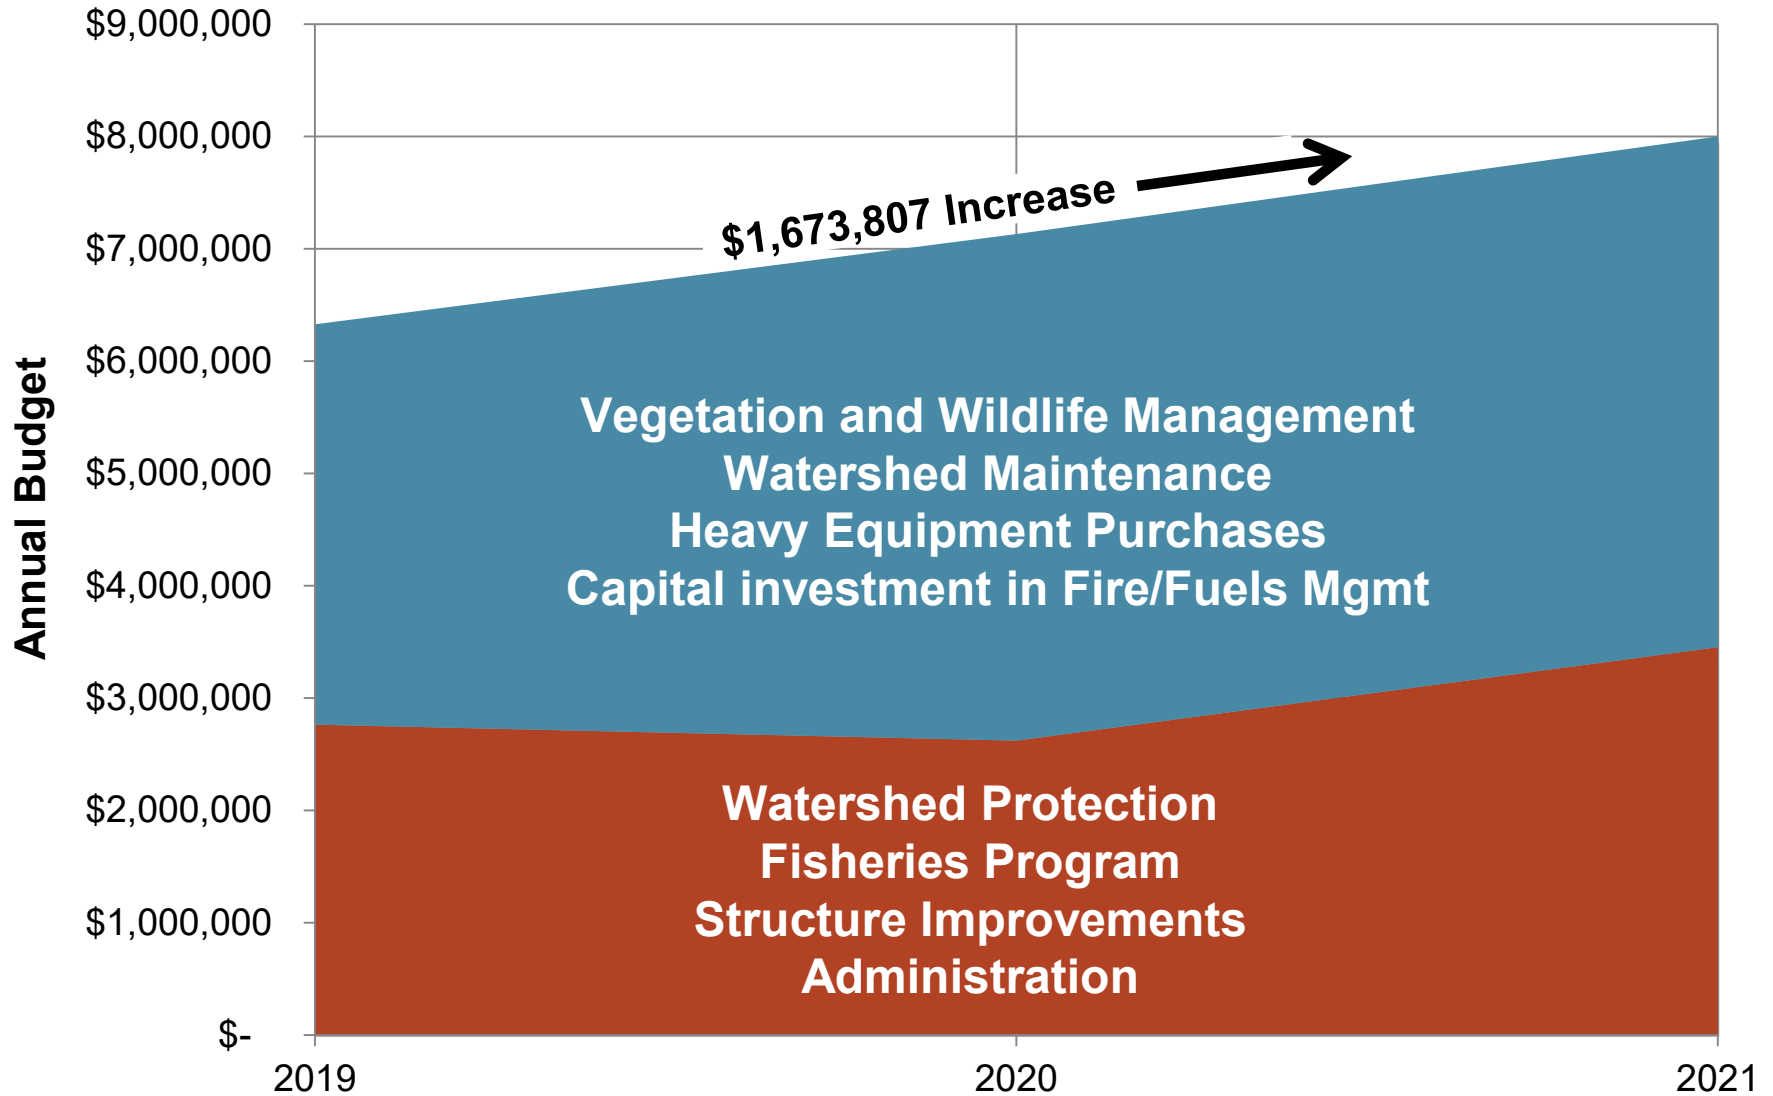 $9,000,000
$8,000,000
$7,000,000
$6,000,000
$5,000,000
$4,000,000
$3,000,000
$2,000,000
$1,000,000
$-
Annual Budget
$1,673,807 Increase
Vegetation and Wildlife Management
Watershed Maintenance
Heavy Equipment Purchases
Capital investment in Fire/Fuels Mgmt
Watershed Protection
Fisheries Program
Structure Improvements
Administration
2019
2020
2021